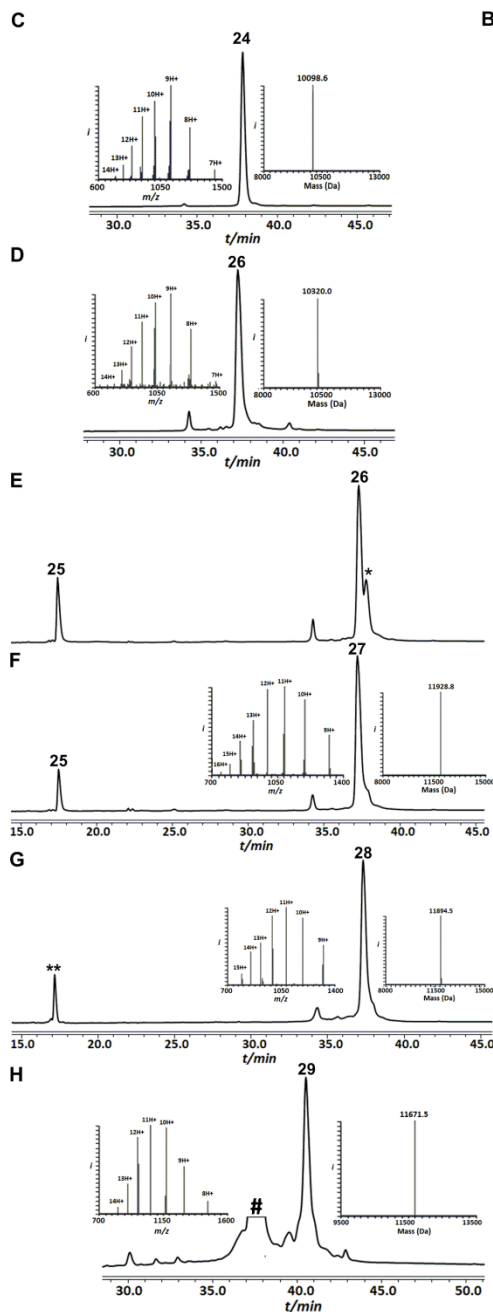 C
B
24
9H+
10H+
11H+
8H+
12H+
13H+
14H+
7H+
600 1050 1500
m/z
i
10098.6
i
8000 10500 13000
Mass (Da)
30.0 35.0 40.0 45.0
t/min
D
26
9H+
10H+
11H+
8H+
12H+
13H+
14H+
7H+
600 1050 1500
m/z
i
10320.0
i
8000 10500 13000
Mass (Da)
30.0 35.0 40.0 45.0
t/min
E
26
25
*
F
27
25
12H+ 11H+
10H+
13H+
14H+
9H+
15H+
16H+
700 1050 1400
m/z
i
11928.8
i
8000 11500 15000
Mass (Da)
15.0 20.0 25.0 30.0 35.0 40.0 45.0
t/min
G
28
**
11H+
12H+
10H+
13H+
14H+
9H+
15H+
700 1050 1400
m/z
i
11894.5
i
8000 11500 15000
Mass (Da)
15.0 20.0 25.0 30.0 35.0 40.0 45.0
t/min
H
29
11H+
10H+
12H+
9H+
13H+
14H+
8H+
700 1150 1600
m/z
i
#
11671.5
i
9500 11500 13500
Mass (Da)
30.0 35.0 40.0 45.0 50.0
t/min